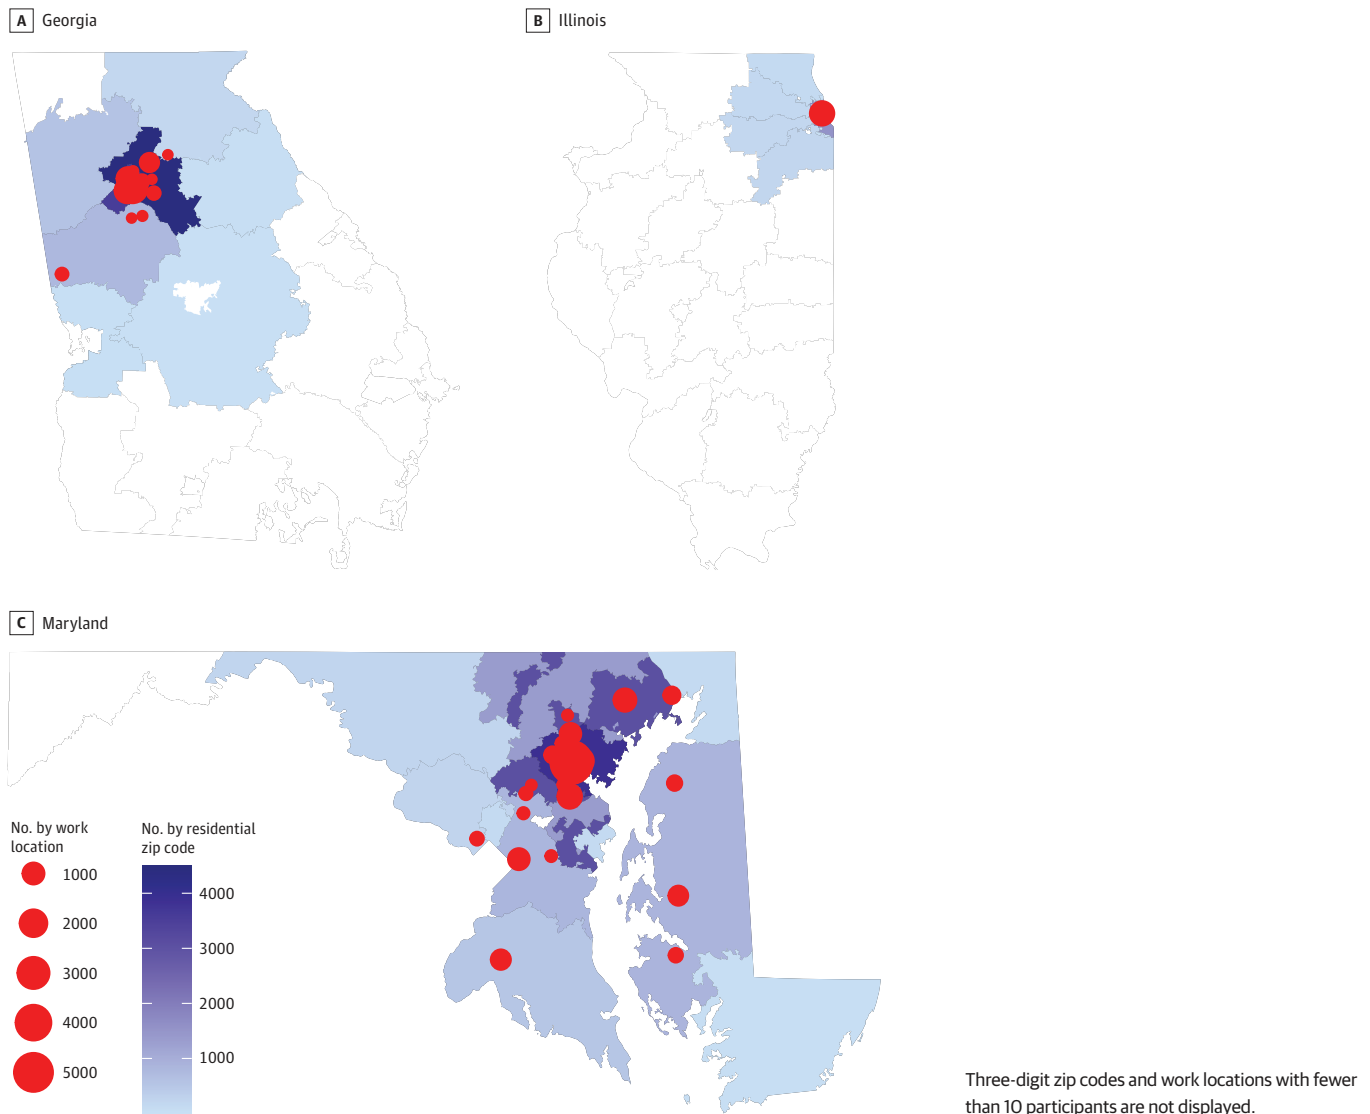 A Georgia
B Illinois
C Maryland
No. by work
location
1000
2000
3000
4000
5000
No. by residential
zip code
4000
3000
2000
1000
Three-digit zip codes and work locations with fewer
than 10 participants are not displayed.